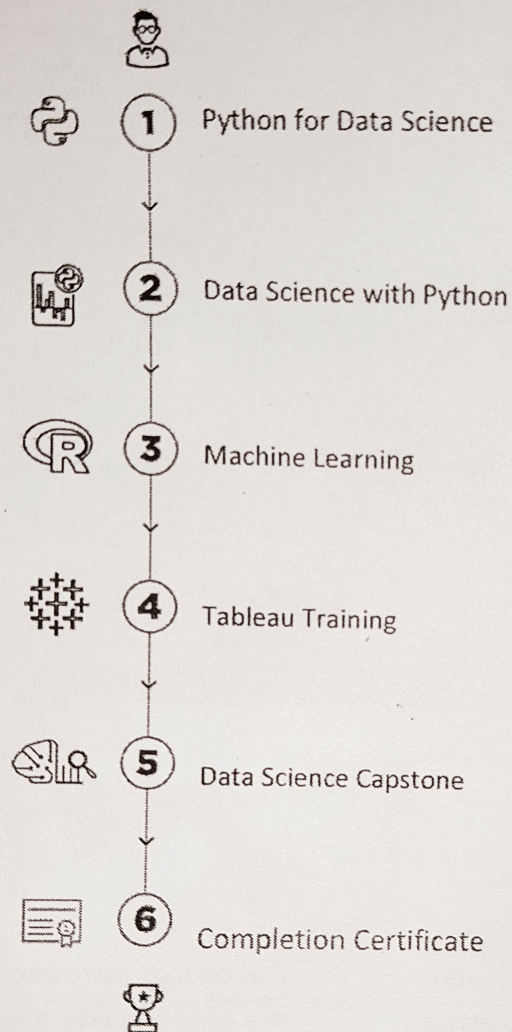 1 Python for Data Science
2 Data Science with Python
R
3 Machine Learning
4 Tableau Training
5 Data Science Capstone
6 Completion Certificate